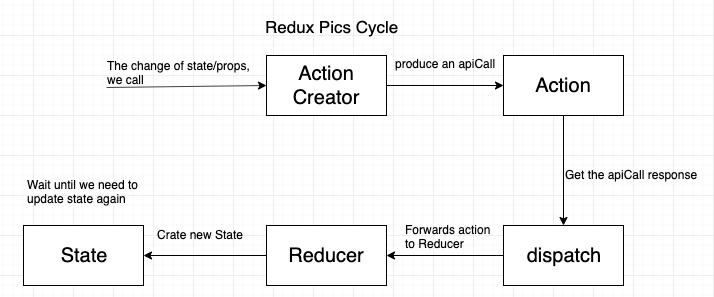 Redux Pics Cycle
The change of state/props,
we call
Action
Creator
produce an apiCall
Action
Get the apiCall response
Wait until we need to
update state again
State
Crate new State
Reducer
Forwards action
to Reducer
dispatch